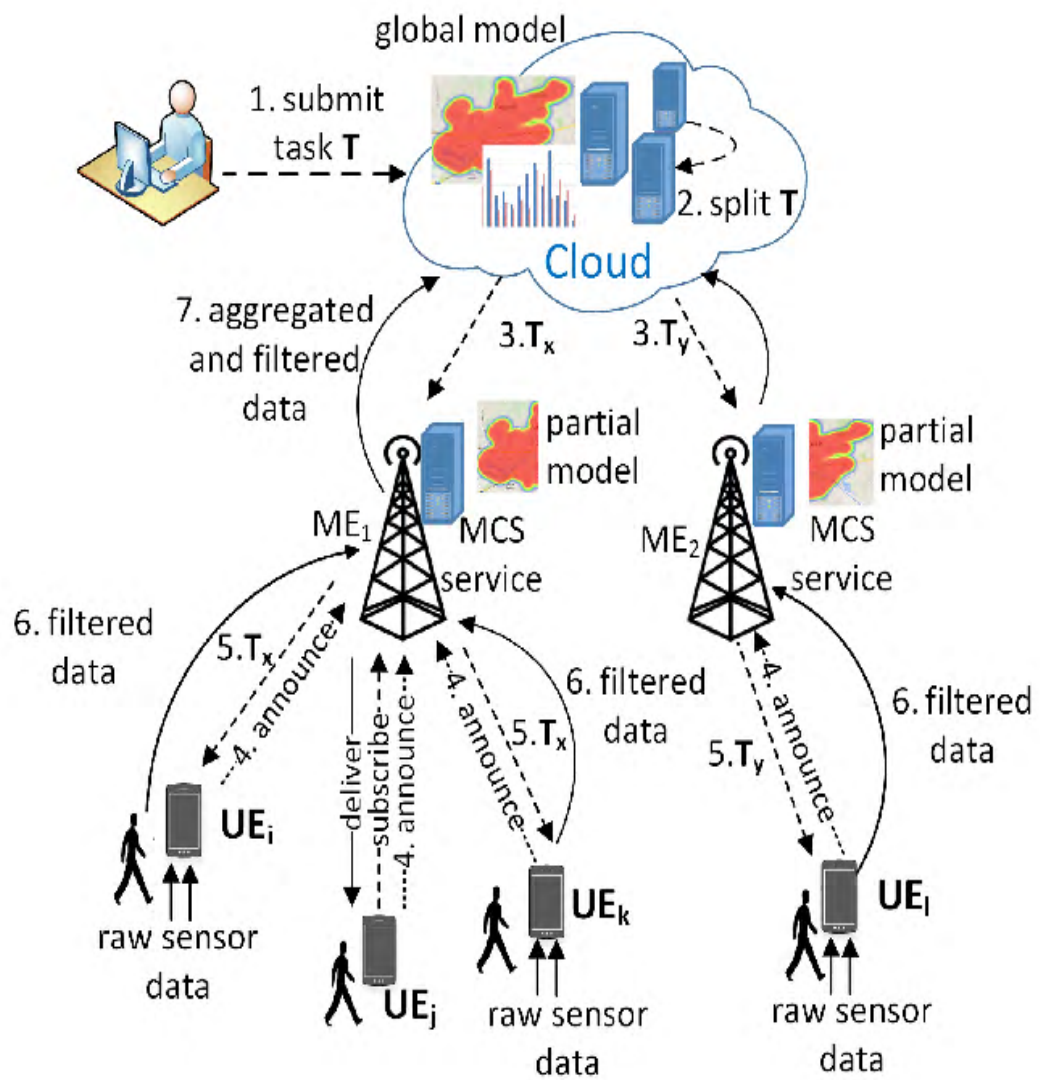 global model
1. submit
task T
2. split T
Cloud
7. aggregated
and filtered
data
3.Tₓ
3.Tᵧ
partial
model
partial
model
ME₁
MCS
service
ME₂
MCS
service
6. filtered
data
5.Tₓ
4. announce
deliver
subscribe
4. announce
4. announce
5.Tₓ
6. filtered
data
5.Tᵧ
4. announce
6. filtered
data
UEᵢ
UEₖ
UEₗ
raw sensor
data
UEⱼ
raw sensor
data
raw sensor
data